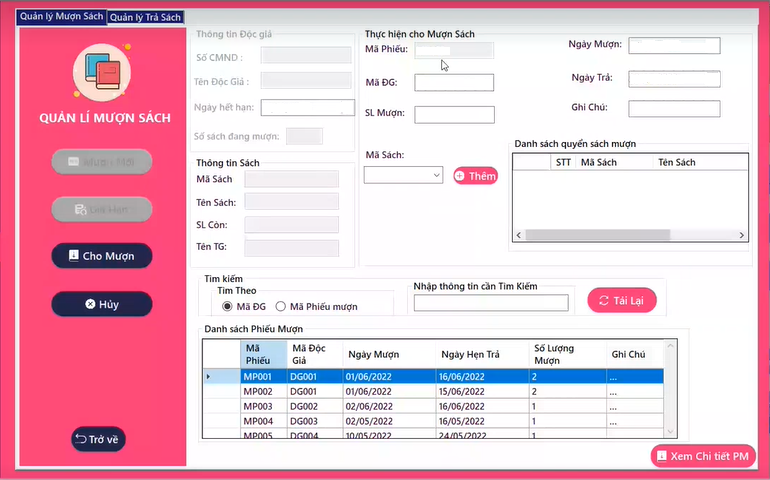 Quản lý Mượn Sách Quản lý Trả Sách
QUẢN LÍ MƯỢN SÁCH
Mượn Mới
Gia Hạn
Cho Mượn
Hủy
Trở về
Thông tin Độc giả
Số CMND :
Tên Độc Giả :
Ngày hết hạn:
Số sách đang mượn:
Thông tin Sách
Mã Sách
Tên Sách:
SL Còn:
Tên TG:
Thực hiện cho Mượn Sách
Mã Phiếu:
Mã ĐG:
SL Mượn:
Mã Sách:
Thêm
Ngày Mượn:
Ngày Trả:
Ghi Chú:
Danh sách quyển sách mượn
STT Mã Sách Tên Sách
Tìm kiếm
Tìm Theo
Mã ĐG Mã Phiếu mượn
Nhập thông tin cần Tìm Kiếm
Tải Lại
Danh sách Phiếu Mượn
Mã Phiếu Mã Độc Giả Ngày Mượn Ngày Hẹn Trả Số Lượng Mượn Ghi Chú
MP001 DG001 01/06/2022 16/06/2022 2 ...
MP002 DG001 01/06/2022 15/06/2022 2 ...
MP003 DG002 02/06/2022 16/06/2022 1 ...
MP004 DG003 02/05/2022 16/05/2022 1 ...
MP005 DG004 10/05/2022 24/05/2022 1
Xem Chi tiết PM